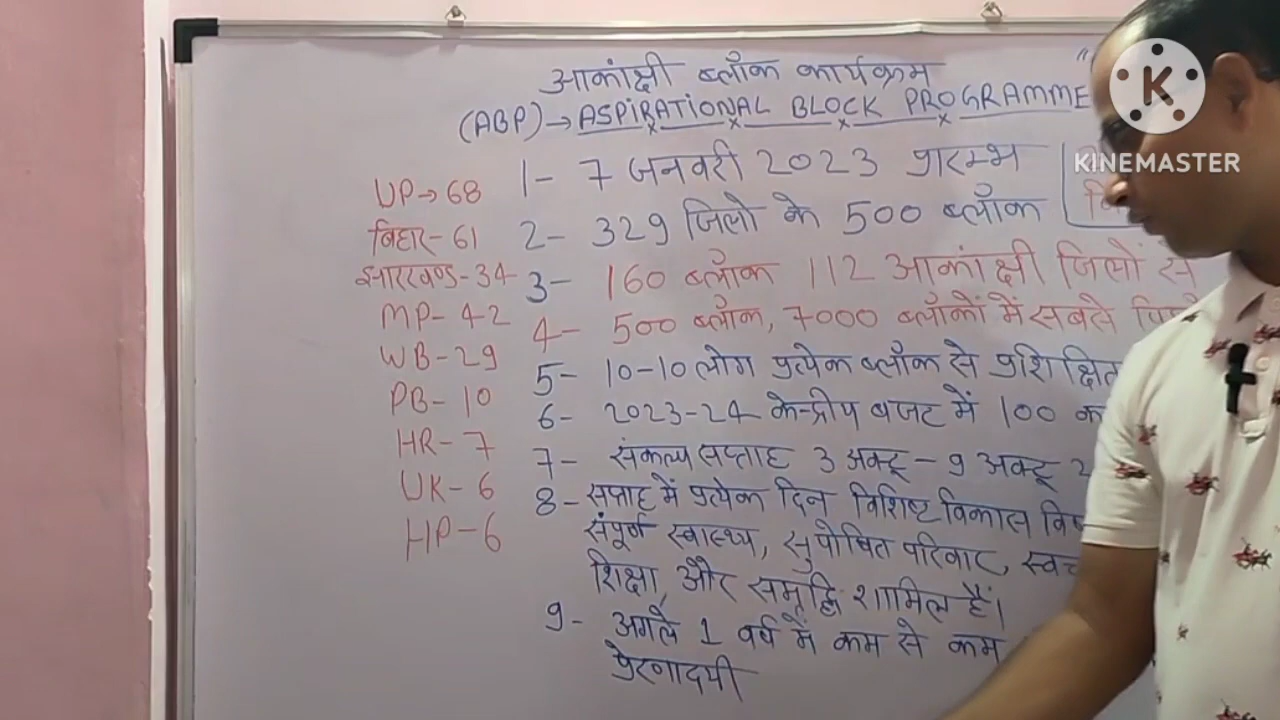 आकांक्षी ब्लॉक कार्यक्रम
(ABP)→ ASPIRATIONAL BLOCK PROGRAMME
1- 7 जनवरी 2023 प्रारम्भ
2- 329 जिलो के 500 ब्लॉक
3- 160 ब्लॉक 112 आकांक्षी जिलों से
4- 500 ब्लॉक, 7000 ब्लॉकों में सबसे
5- 10-10 लोग प्रत्येक ब्लॉक से प्रशिक्षित
6- 2023-24 केन्द्रीय बजट में 100
7- संकल्प सप्ताह 3 अक्टू - 9 अक्टू
8- सप्ताह में प्रत्येक दिन विशिष्ट विकास
संपूर्ण स्वास्थ्य, सुपोषित परिवार,
शिक्षा, और समृद्धि शामिल हैं।
9- अगले 1 वर्ष में कम से कम
प्रेरणादयी
UP→68
बिहार-61
झारखण्ड-34
MP-42
WB-29
PB-10
HR-7
UK-6
HP-6
K
KINEMASTER